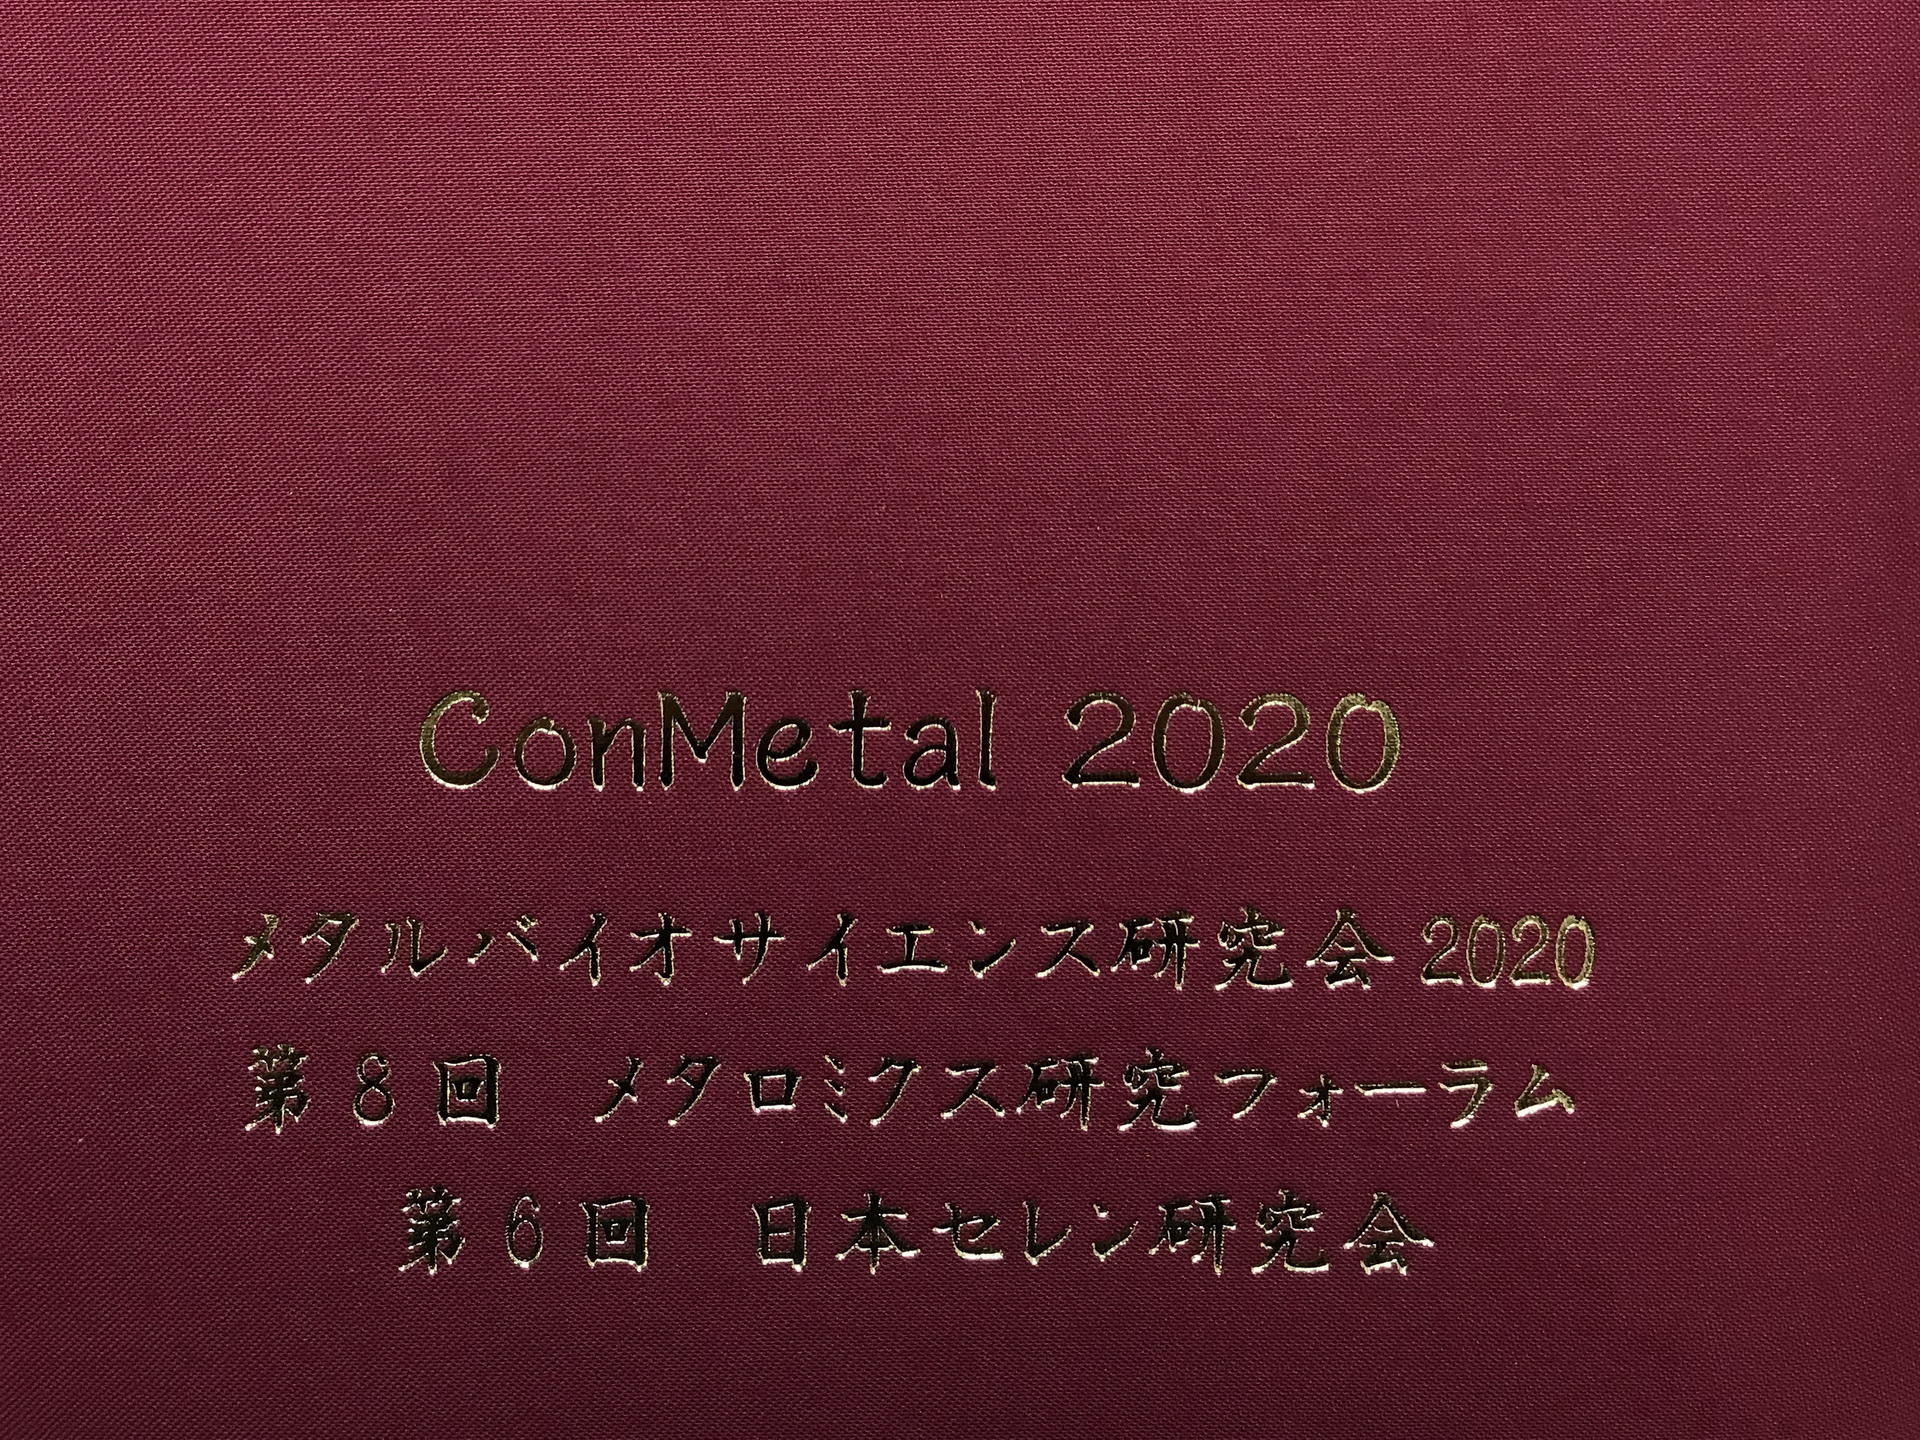 ConMetal 2020
メタルバイオサイエンス研究会 2020
第 8 回　メタロミクス研究フォーラム
第 6 回　日本セレン研究会